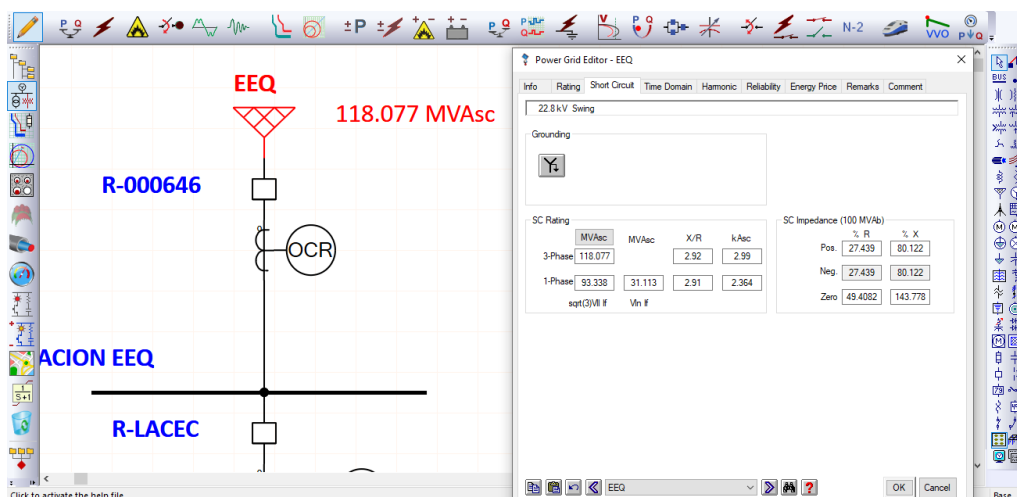 ± P
P Q
N-2
VVO
P Q
Power Grid Editor - EEQ
Info Rating Short Circuit Time Domain Harmonic Reliability Energy Price Remarks Comment
22.8 kV Swing
Grounding
SC Rating
MVAsc MVAsc X/R kAsc
3-Phase 118.077 2.92 2.99
1-Phase 93.338 31.113 2.91 2.364
sqrt(3)Vll If Vln If
SC Impedance (100 MVAb)
% R % X
Pos. 27.439 80.122
Neg. 27.439 80.122
Zero 49.4082 143.778
EEQ
OK Cancel
EEQ
118.077 MVAsc
R-000646
OCR
ACION EEQ
R-LACEC
1
S+1
BUS
79
Click to activate the help file
Base